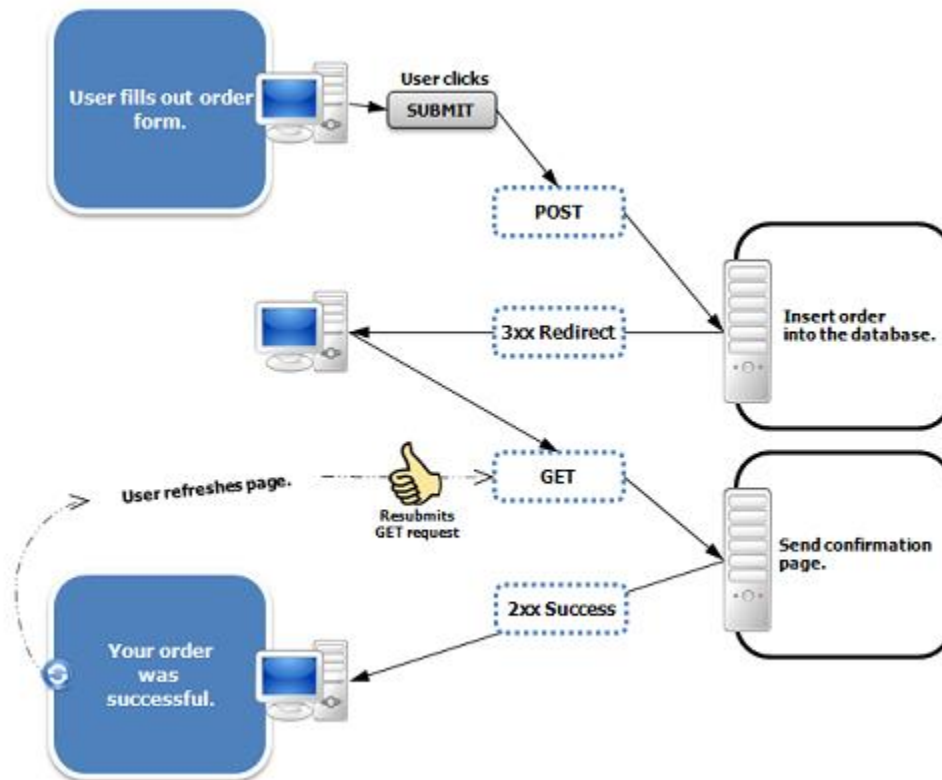 User fills out order
form.
User clicks
SUBMIT
POST
Insert order
into the database.
3xx Redirect
GET
User refreshes page.
Resubmits
GET request
Send confirmation
page.
2xx Success
Your order
was
successful.